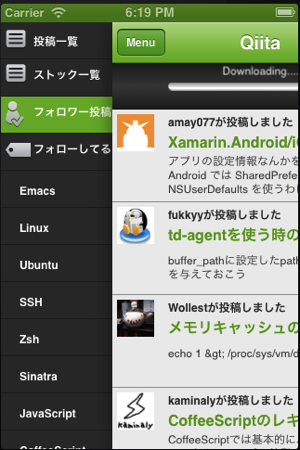 Carrier 6:19 PM
投稿一覧
ストック一覧
フォロワー投稿
フォローしてる
Emacs
Linux
Ubuntu
SSH
Zsh
Sinatra
JavaScript
CoffeeScript
Menu
Qiita
Downloading....
amay077が投稿しました
Xamarin.Android/i
アプリの設定情報なんかを
Android では SharedPrefe
NSUserDefaults を使うわ
fukkyyが投稿しました
td-agentを使う時の
buffer_pathに設定したpath
を与えておこう
Wollestが投稿しました
メモリキャッシュの
echo 1 &gt; /proc/sys/vm/d
kaminalyが投稿しました
kaminaly
CoffeeScriptのレキ
CoffeeScriptでは基本的に